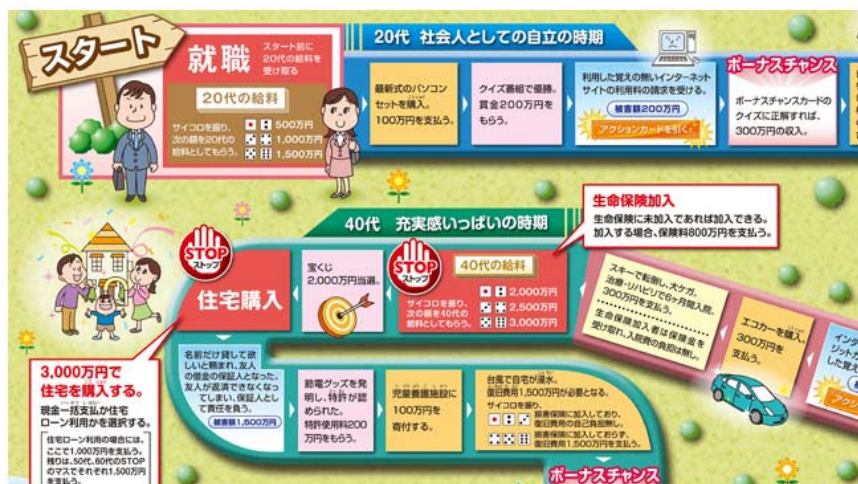 スタート
就職
スタート前に
20代の給料を
受け取る
20代の給料
サイコロを振り、
次の額を20代の
給料としてもらう。
500万円
1,000万円
1,500万円
20代 社会人としての自立の時期
最新式のパソコン
セットを購入。
100万円を支払う。
クイズ番組で優勝。
賞金200万円を
もらう。
利用した覚えの無いインターネット
サイトの利用料の請求を受ける。
被害額200万円
アクションカードを引く。
ボーナスチャンス
ボーナスチャンスカードの
クイズに正解すれば、
300万円の収入。
生命保険加入
生命保険に未加入であれば加入できる。
加入する場合、保険料800万円を支払う。
40代 充実感いっぱいの時期
STOP
ストップ
住宅購入
宝くじ
2,000万円当選。
STOP
ストップ
40代の給料
サイコロを振り、
次の額を40代の
給料としてもらう。
2,000万円
2,500万円
3,000万円
スキーで転倒し、大ケガ。
治療・リハビリで6ヶ月間入院。
300万円を支払う。
生命保険加入者は保険金を
受け取れ、入院費の負担は無し。
エコカーを購入。
300万円を
支払う。
3,000万円で
住宅を購入する。
現金一括支払か住宅
ローン利用かを選択する。
住宅ローン利用の場合には、
ここで1,000万円を支払う。
残りは、50代、60代のSTOP
のマスでそれぞれ1,500万円
を支払う。
名前だけ貸して欲
しいと頼まれ、友人
の借金の保証人となった。
友人が返済できなくなっ
てしまい、保証人とし
て責任を負う。
被害額1,500万円
節電グッズを発
明し、特許が認
められた。
特許使用料200
万円をもらう。
児童養護施設に
100万円を
寄付する。
台風で自宅が浸水。
復旧費用1,500万円が必要となる。
サイコロを振り、
損害保険に加入しており、
復旧費用の自己負担無し。
損害保険に加入しておらず、
復旧費用1,500万円を支払う。
ボーナスチャンス